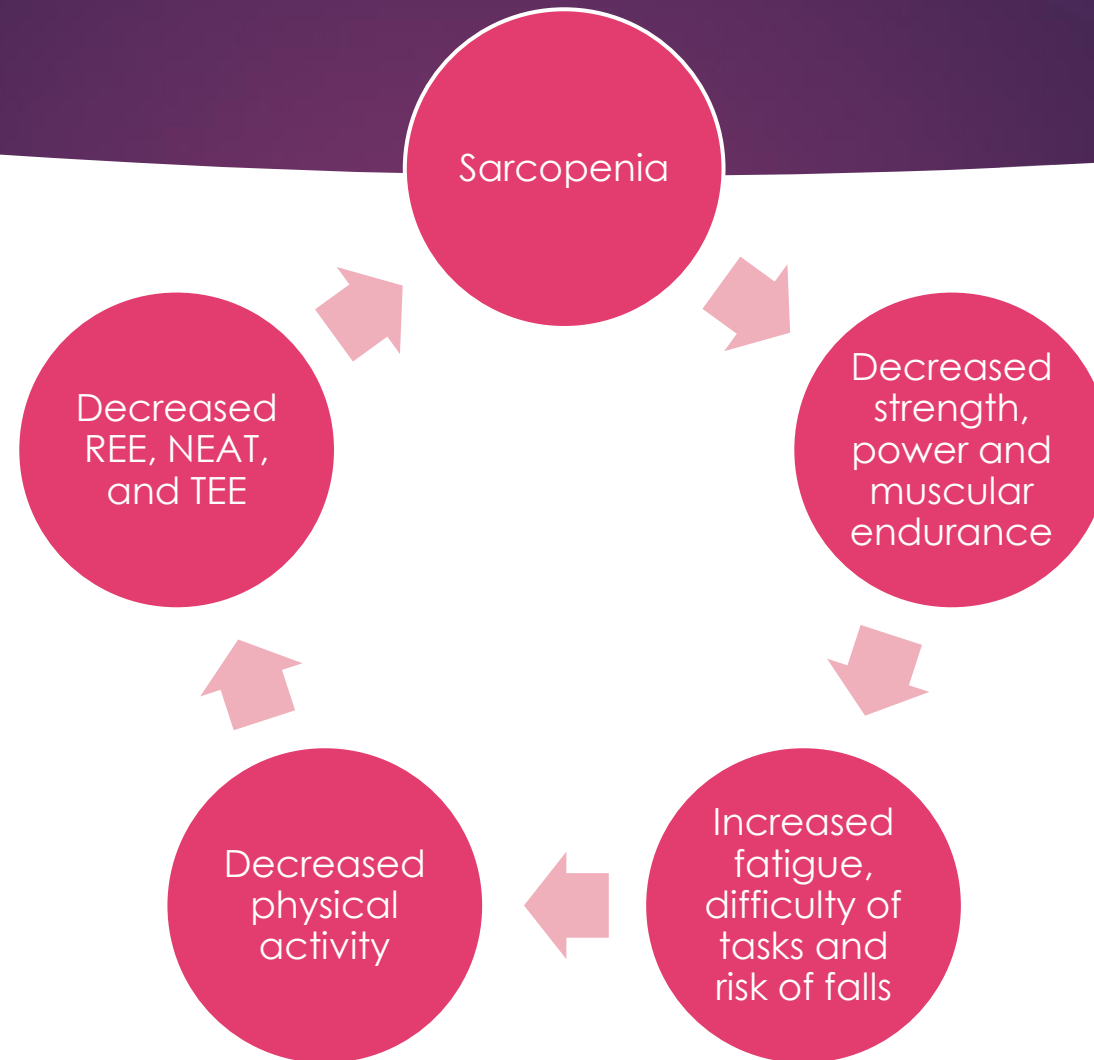 Sarcopenia
Decreased
strength,
power and
muscular
endurance
Increased
fatigue,
difficulty of
tasks and
risk of falls
Decreased
physical
activity
Decreased
REE, NEAT,
and TEE